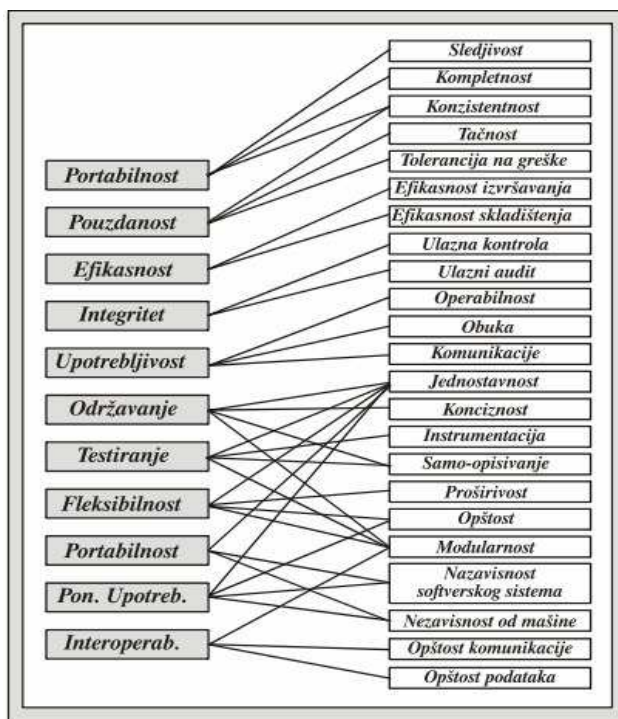 Portabilnost
Pouzdanost
Efikasnost
Integritet
Upotrebljivost
Održavanje
Testiranje
Fleksibilnost
Portabilnost
Pon. Upotreb.
Interoperab.
Sledjivost
Kompletnost
Konzistentnost
Tačnost
Tolerancija na greške
Efikasnost izvršavanja
Efikasnost skladištenja
Ulazna kontrola
Ulazni audit
Operabilnost
Obuka
Komunikacije
Jednostavnost
Konciznost
Instrumentacija
Samo-opisivanje
Proširivost
Opštost
Modularnost
Nazavisnost
softverskog sistema
Nezavisnost od mašine
Opštost komunikacije
Opštost podataka